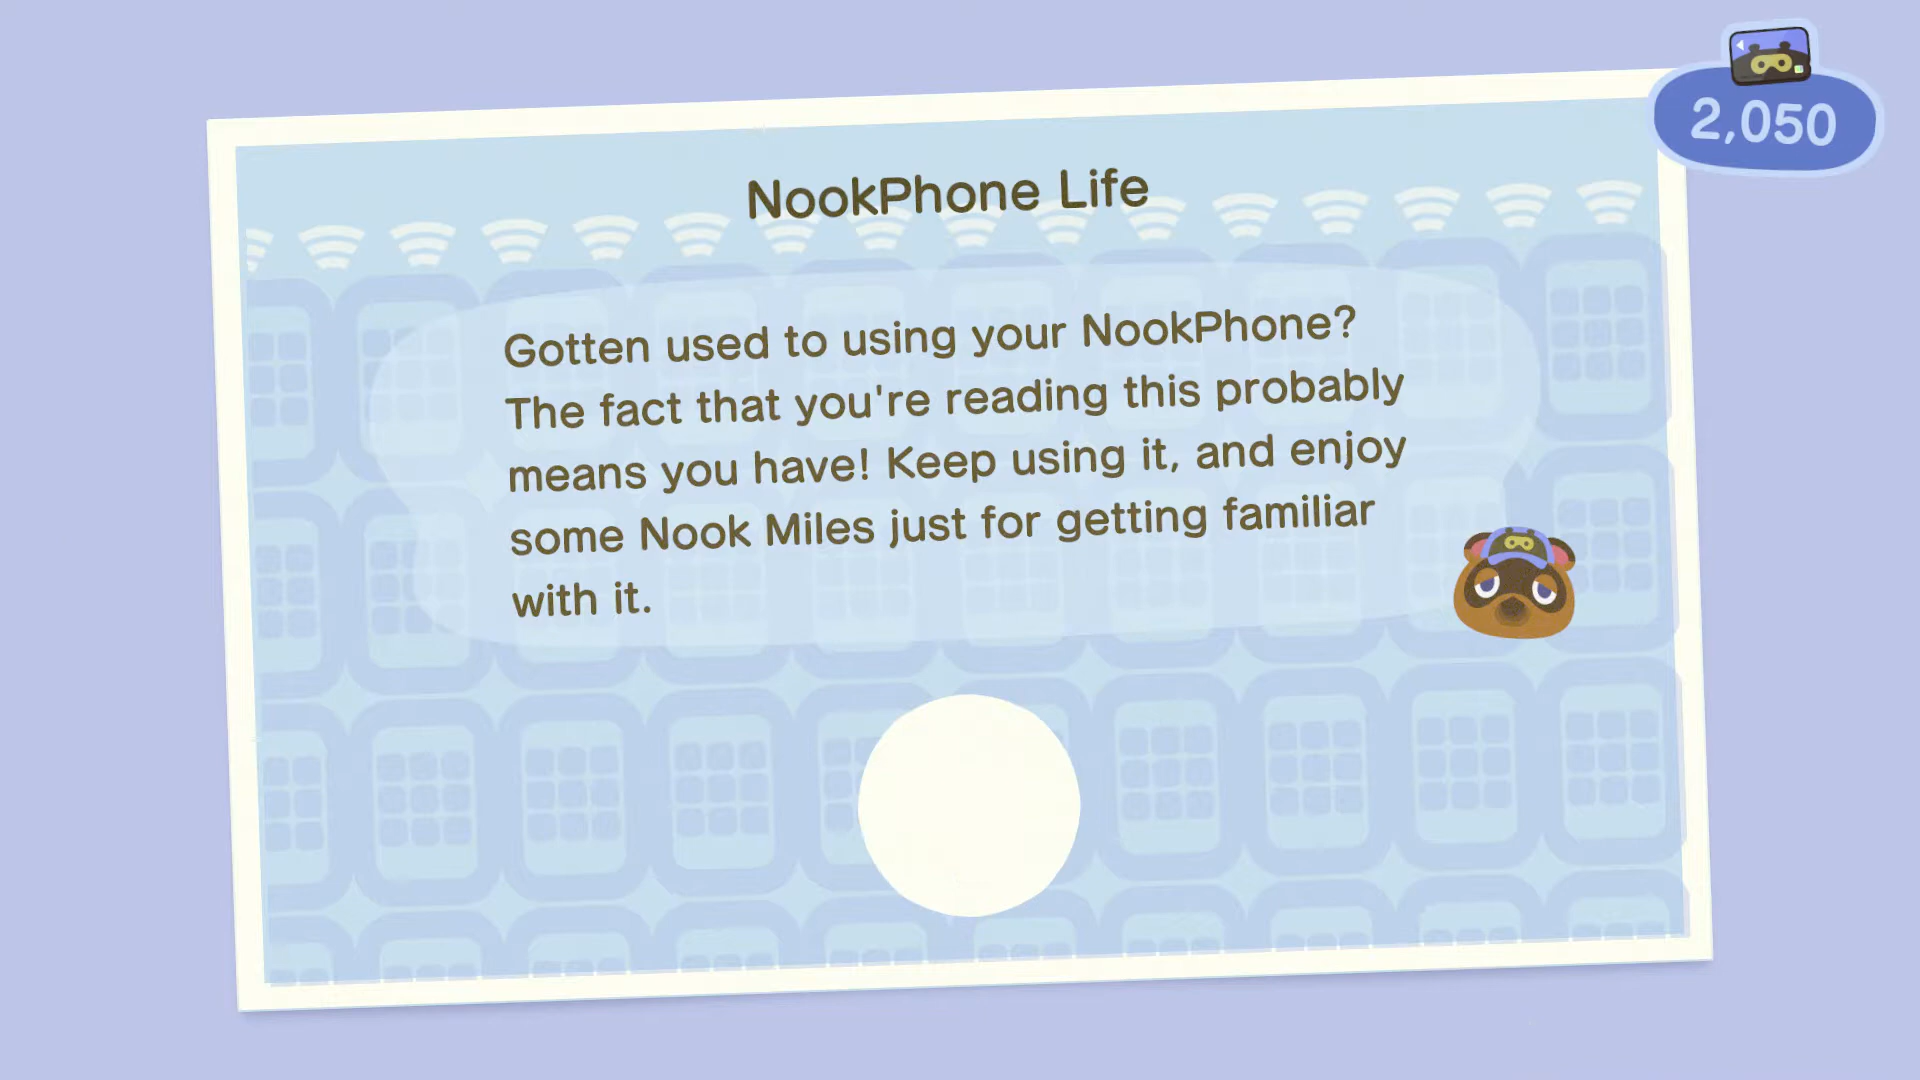 2,050
NookPhone Life
Gotten used to using your NookPhone?
The fact that you're reading this probably
means you have! Keep using it, and enjoy
some Nook Miles just for getting familiar
with it.